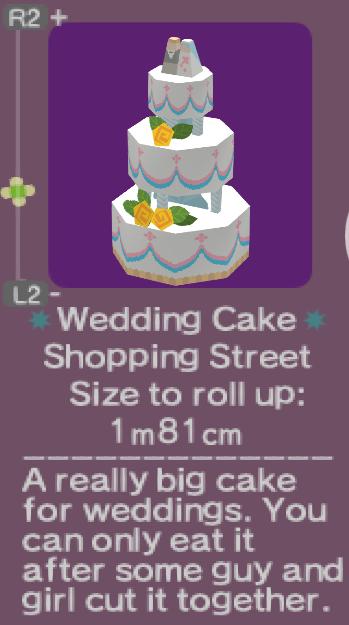 R2 +
L2 -
Wedding Cake
Shopping Street
Size to roll up:
1m81cm
A really big cake
for weddings. You
can only eat it
after some guy and
girl cut it together.